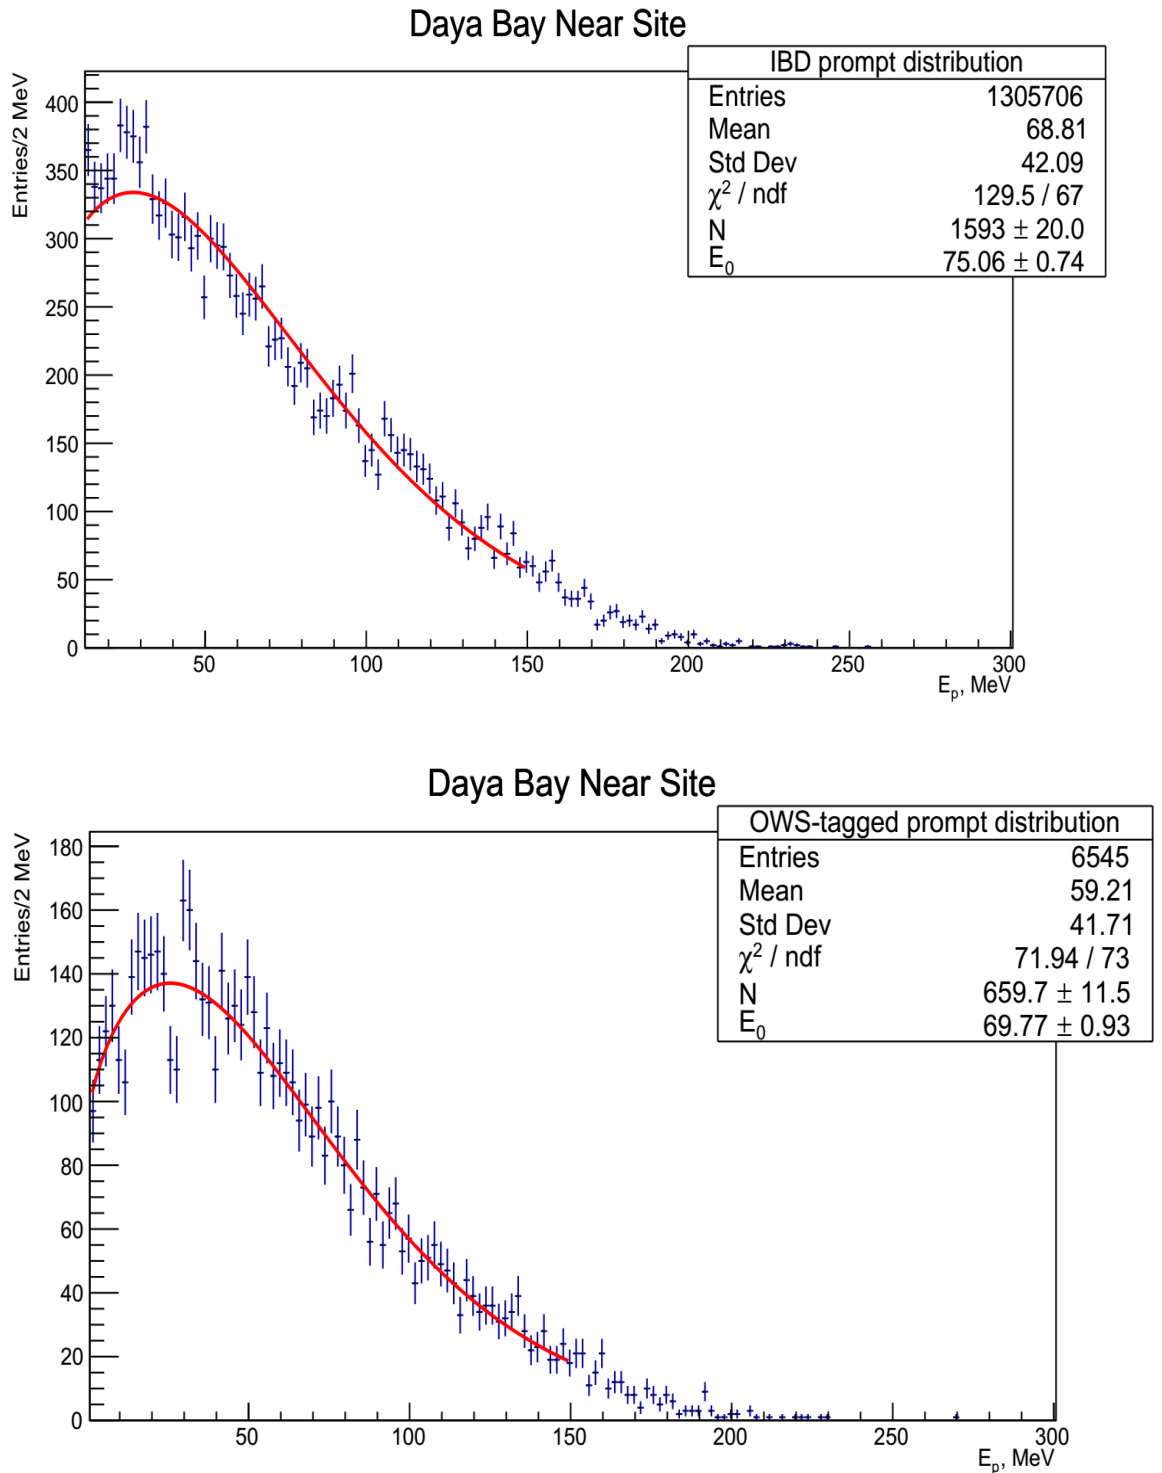 Daya Bay Near Site
Entries/2 MeV
IBD prompt distribution
Entries 1305706
Mean 68.81
Std Dev 42.09
χ² / ndf 129.5 / 67
N 1593 ± 20.0
E₀ 75.06 ± 0.74
400
350
300
250
200
150
100
50
0
50 100 150 200 250 300
Eₚ, MeV
Daya Bay Near Site
Entries/2 MeV
OWS-tagged prompt distribution
Entries 6545
Mean 59.21
Std Dev 41.71
χ² / ndf 71.94 / 73
N 659.7 ± 11.5
E₀ 69.77 ± 0.93
180
160
140
120
100
80
60
40
20
0
50 100 150 200 250 300
Eₚ, MeV